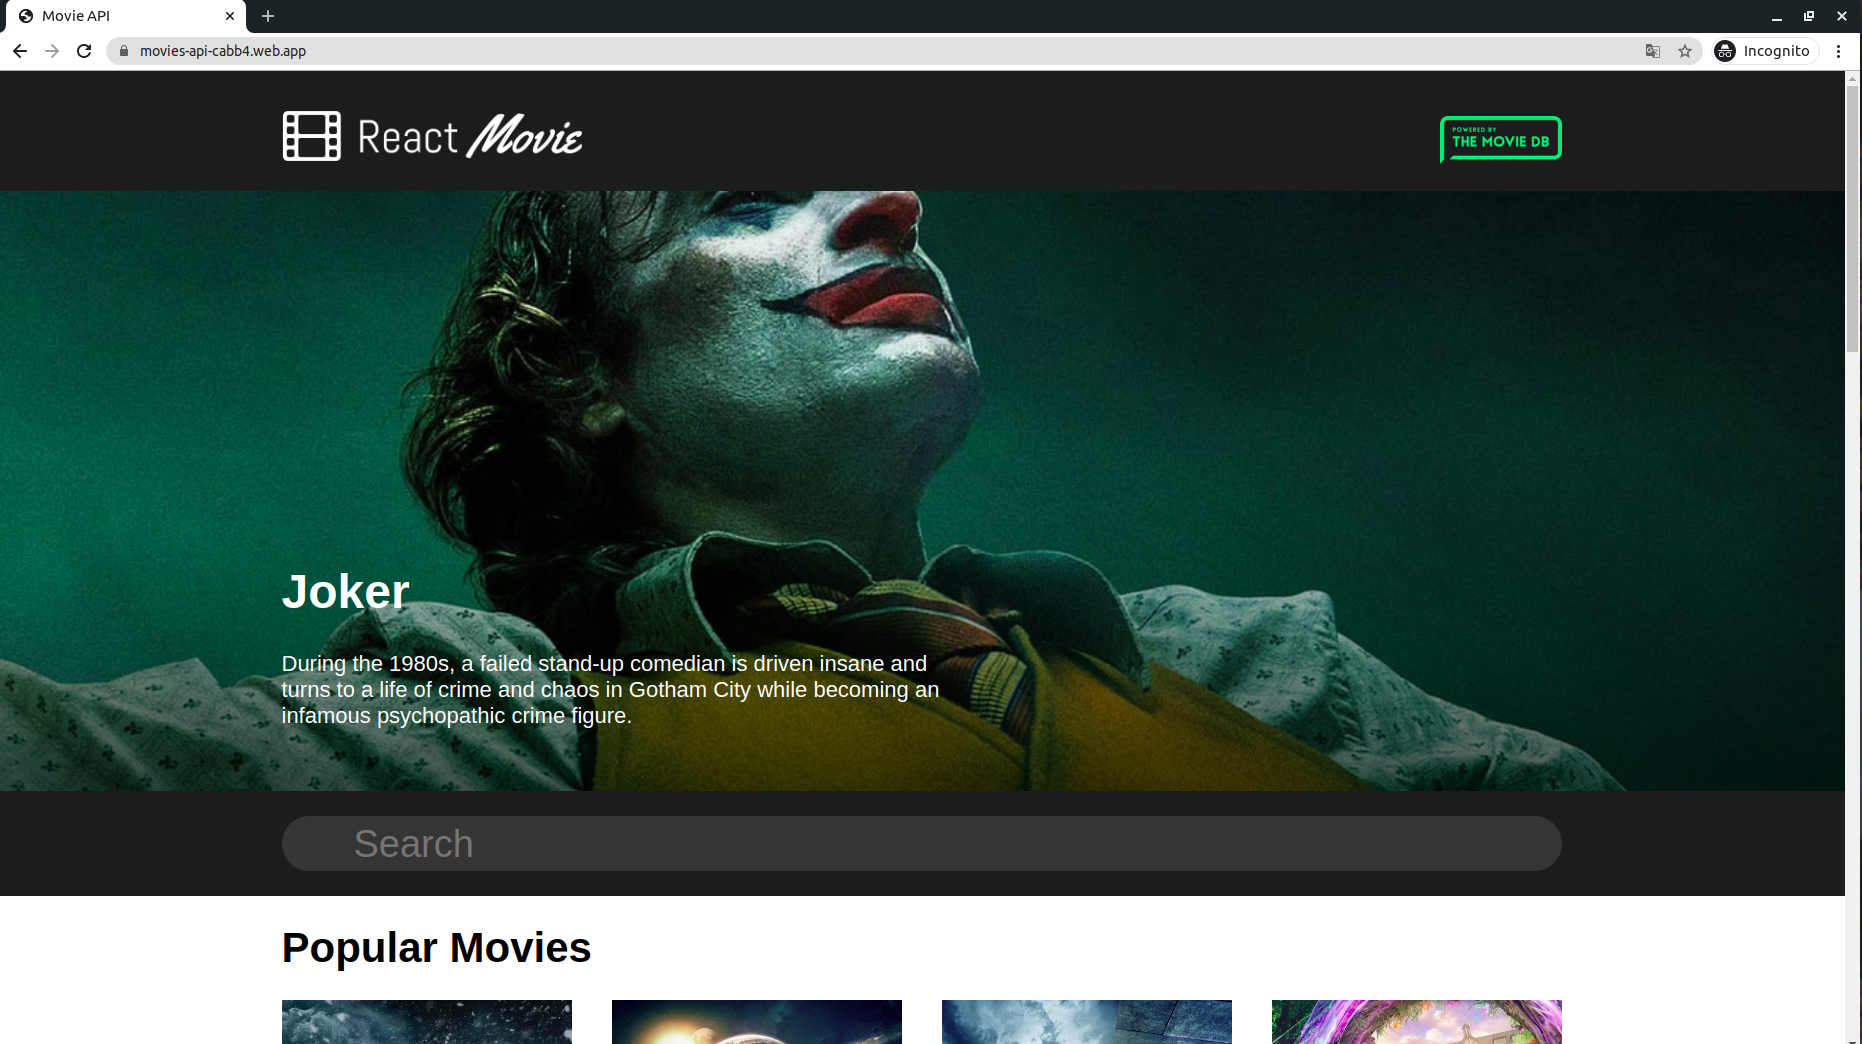 Movie API
movies-api-cabb4.web.app
Incognito
React Movie
POWERED BY
THE MOVIE DB
Joker
During the 1980s, a failed stand-up comedian is driven insane and
turns to a life of crime and chaos in Gotham City while becoming an
infamous psychopathic crime figure.
Search
Popular Movies